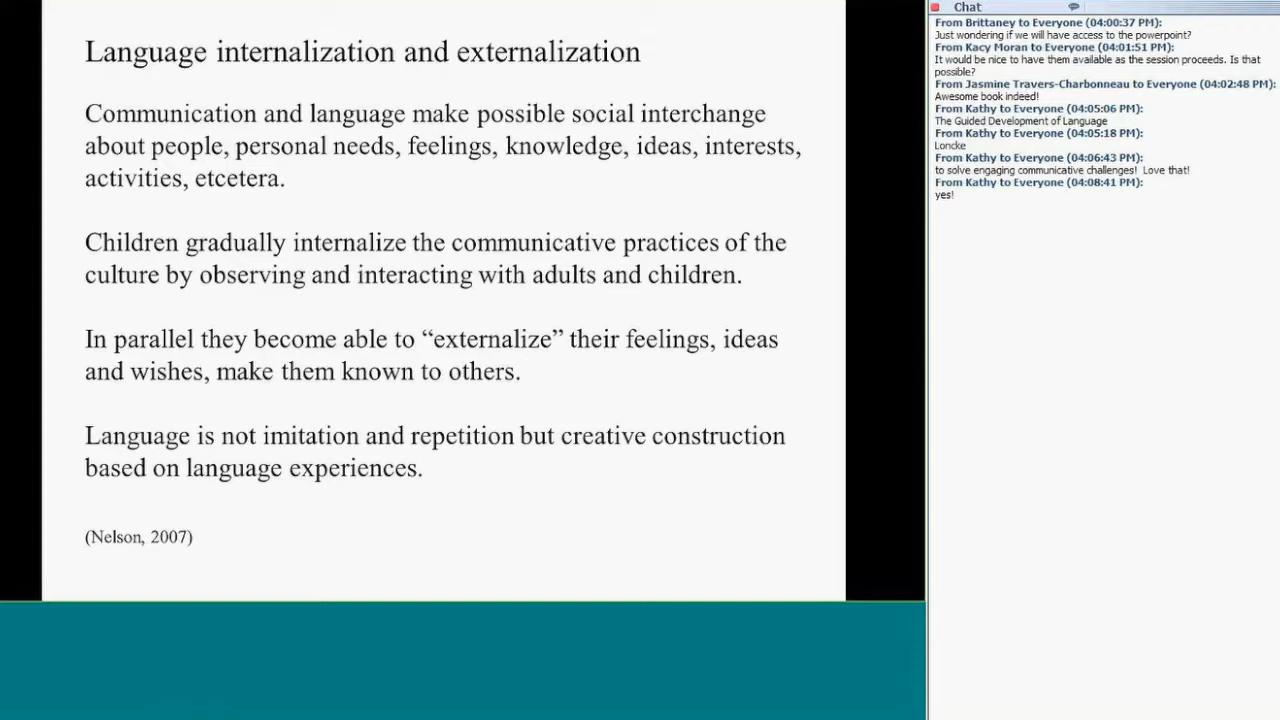 Language internalization and externalization
Communication and language make possible social interchange
about people, personal needs, feelings, knowledge, ideas, interests,
activities, etcetera.
Children gradually internalize the communicative practices of the
culture by observing and interacting with adults and children.
In parallel they become able to “externalize” their feelings, ideas
and wishes, make them known to others.
Language is not imitation and repetition but creative construction
based on language experiences.
(Nelson, 2007)
Chat
From Brittaney to Everyone (04:00:37 PM):
Just wondering if we will have access to the powerpoint?
From Kacy Moran to Everyone (04:01:51 PM):
It would be nice to have them available as the session proceeds. Is that
possible?
From Jasmine Travers-Charbonneau to Everyone (04:02:48 PM):
Awesome book indeed!
From Kathy to Everyone (04:05:06 PM):
The Guided Development of Language
From Kathy to Everyone (04:05:18 PM):
Loncke
From Kathy to Everyone (04:06:43 PM):
to solve engaging communicative challenges!  Love that!
From Kathy to Everyone (04:08:41 PM):
yes!